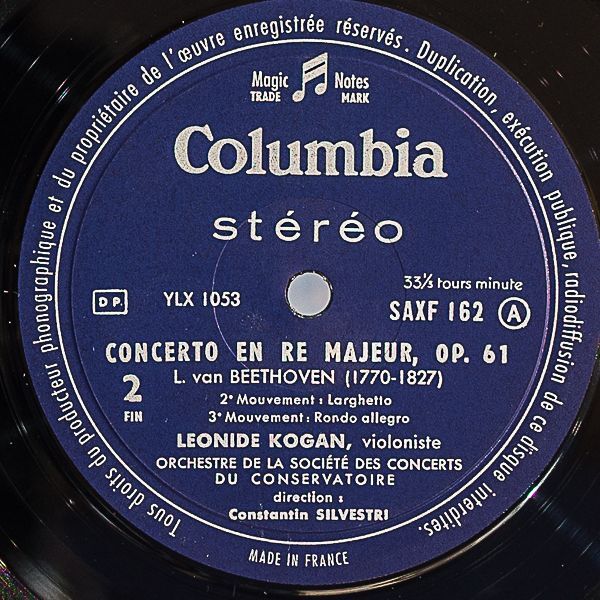 Tous droits du producteur phonographique et du propriétaire de l'œuvre enregistrée réservés. Duplication, exécution publique, radiodiffusion de ce disque interdites.
Magic Notes
TRADE MARK
Columbia
stéréo
33⅓ tours minute
D.P. YLX 1053 SAXF 162 A
CONCERTO EN RE MAJEUR, OP. 61
2 L. van BEETHOVEN (1770-1827)
FIN 2e Mouvement : Larghetto
3e Mouvement : Rondo allegro
LEONIDE KOGAN, violoniste
ORCHESTRE DE LA SOCIÉTÉ DES CONCERTS
DU CONSERVATOIRE
direction :
Constantin SILVESTRI
MADE IN FRANCE